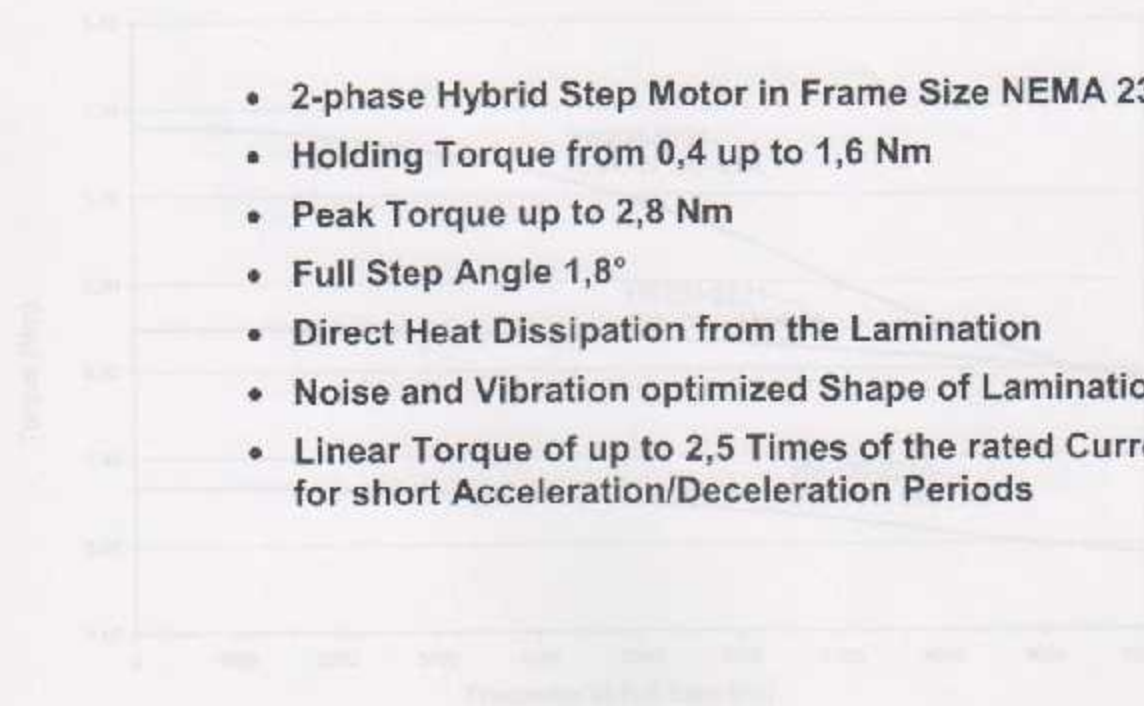 • 2-phase Hybrid Step Motor in Frame Size NEMA 23
• Holding Torque from 0,4 up to 1,6 Nm
• Peak Torque up to 2,8 Nm
• Full Step Angle 1,8°
• Direct Heat Dissipation from the Lamination
• Noise and Vibration optimized Shape of Laminatio
• Linear Torque of up to 2,5 Times of the rated Curre
for short Acceleration/Deceleration Periods